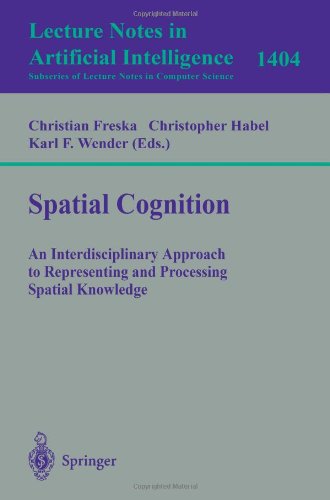 Lecture Notes in
Artificial Intelligence 1404
Subseries of Lecture Notes in Computer Science
Christian Freska Christopher Habel
Karl F. Wender (Eds.)
Spatial Cognition
An Interdisciplinary Approach
to Representing and Processing
Spatial Knowledge
Springer